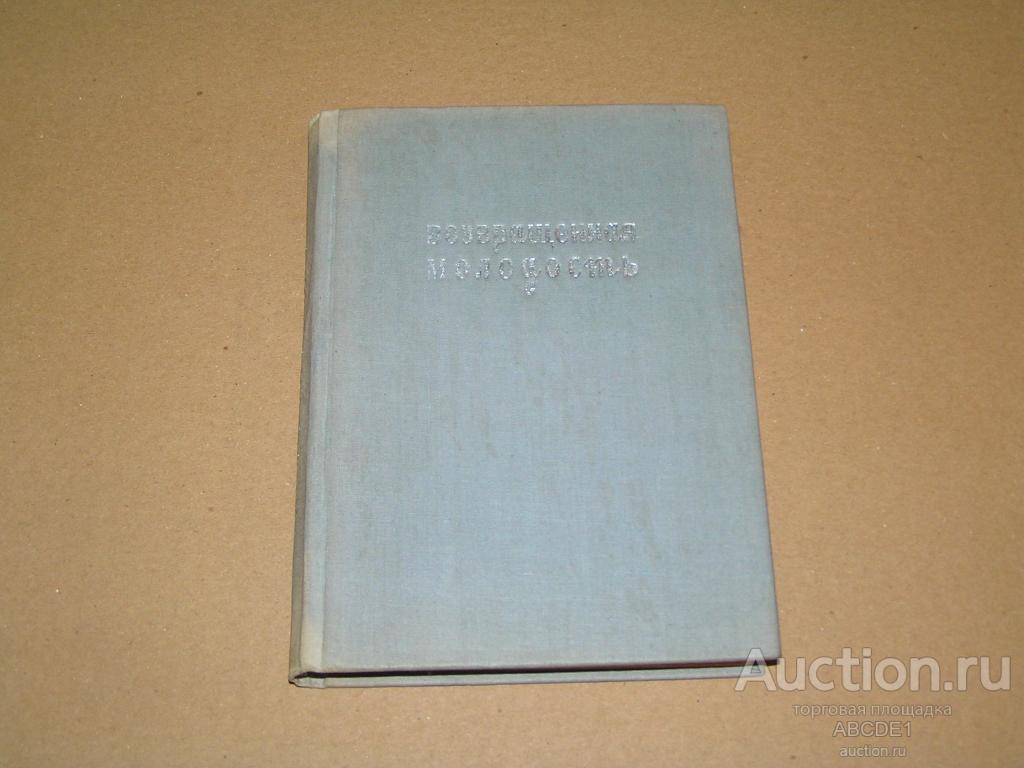 возвращенная
молодость
Auction.ru
торговая площадка
ABCDE1
auction.ru